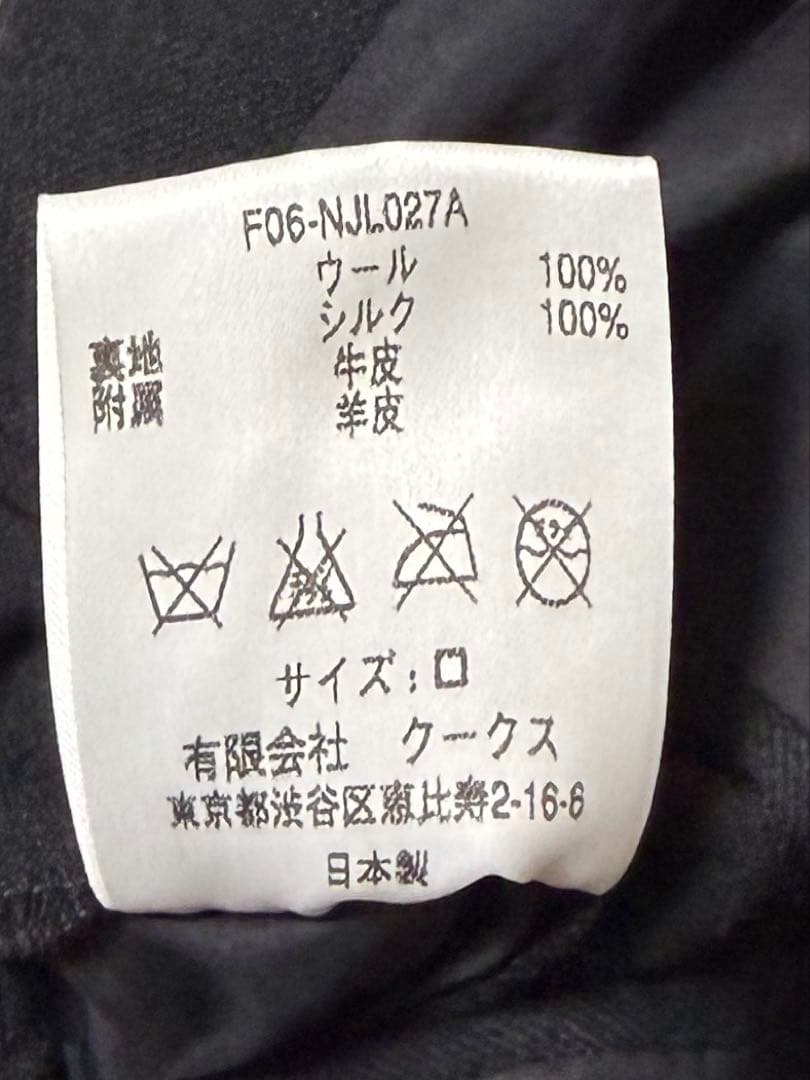 F06-NJL027A
ウール 100%
シルク 100%
裏地 牛皮
附属 羊皮
サイズ：
有限会社 クークス
東京都渋谷区恵比寿2-16-6
日本製